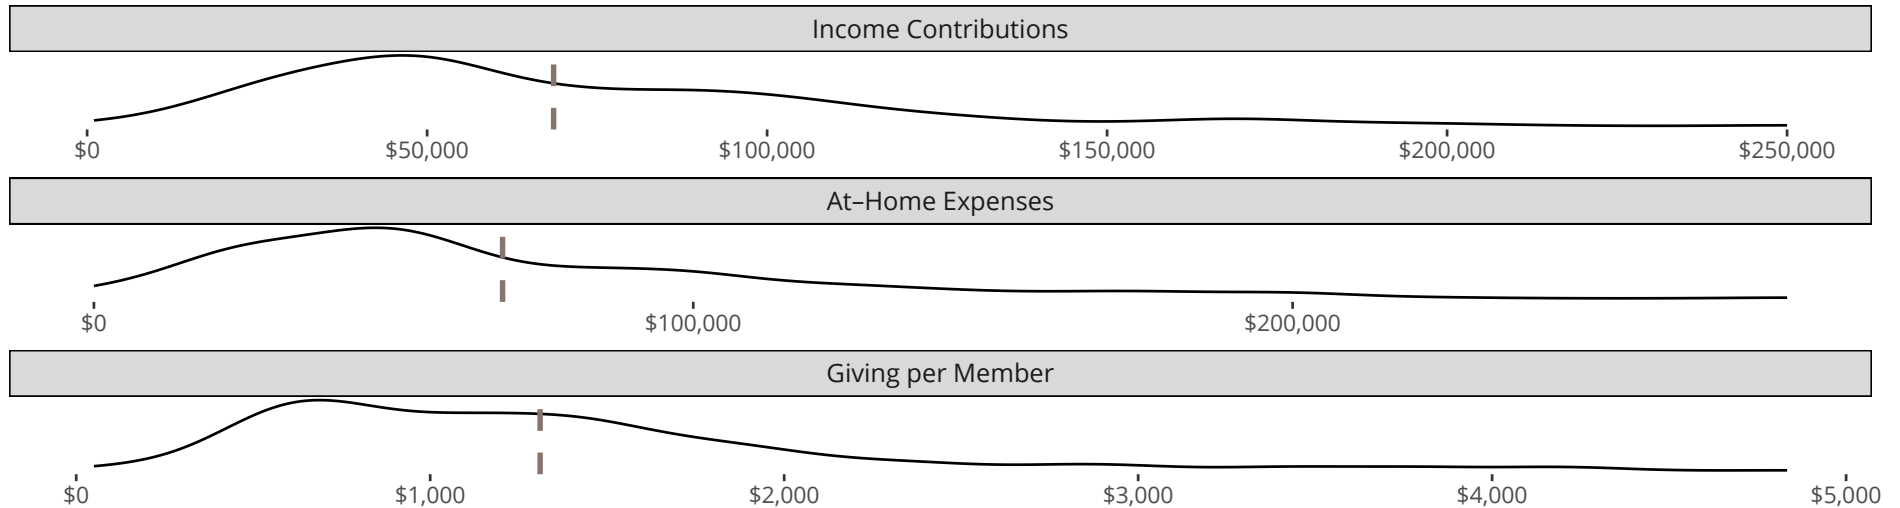 Income Contributions
$0 $50,000 $100,000 $150,000 $200,000 $250,000
At–Home Expenses
$0 $100,000 $200,000
Giving per Member
$0 $1,000 $2,000 $3,000 $4,000 $5,000